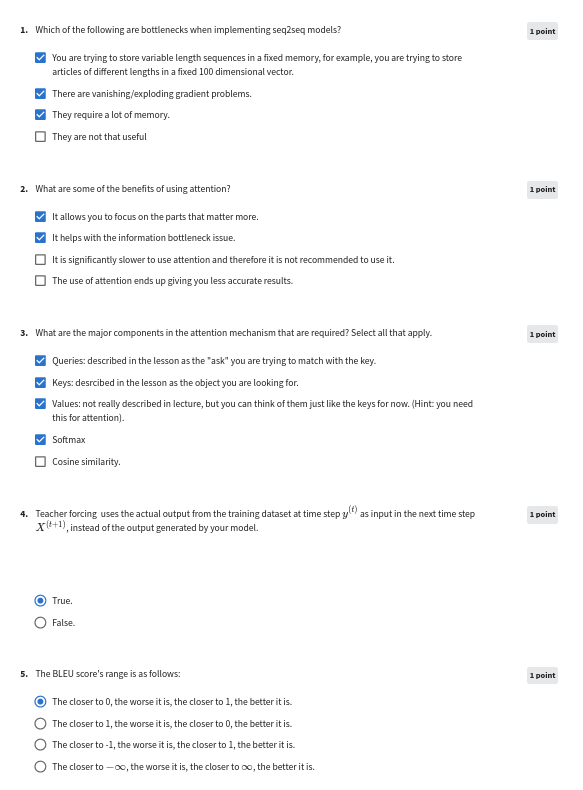 1. Which of the following are bottlenecks when implementing seq2seq models? 1 point
You are trying to store variable length sequences in a fixed memory, for example, you are trying to store
articles of different lengths in a fixed 100 dimensional vector.
There are vanishing/exploding gradient problems.
They require a lot of memory.
They are not that useful
2. What are some of the benefits of using attention? 1 point
It allows you to focus on the parts that matter more.
It helps with the information bottleneck issue.
It is significantly slower to use attention and therefore it is not recommended to use it.
The use of attention ends up giving you less accurate results.
3. What are the major components in the attention mechanism that are required? Select all that apply. 1 point
Queries: described in the lesson as the "ask" you are trying to match with the key.
Keys: desrcibed in the lesson as the object you are looking for.
Values: not really described in lecture, but you can think of them just like the keys for now. (Hint: you need
this for attention).
Softmax
Cosine similarity.
4. Teacher forcing uses the actual output from the training dataset at time step y^(t) as input in the next time step 1 point
X^(t+1), instead of the output generated by your model.
True.
False.
5. The BLEU score's range is as follows: 1 point
The closer to 0, the worse it is, the closer to 1, the better it is.
The closer to 1, the worse it is, the closer to 0, the better it is.
The closer to -1, the worse it is, the closer to 1, the better it is.
The closer to −∞, the worse it is, the closer to ∞, the better it is.